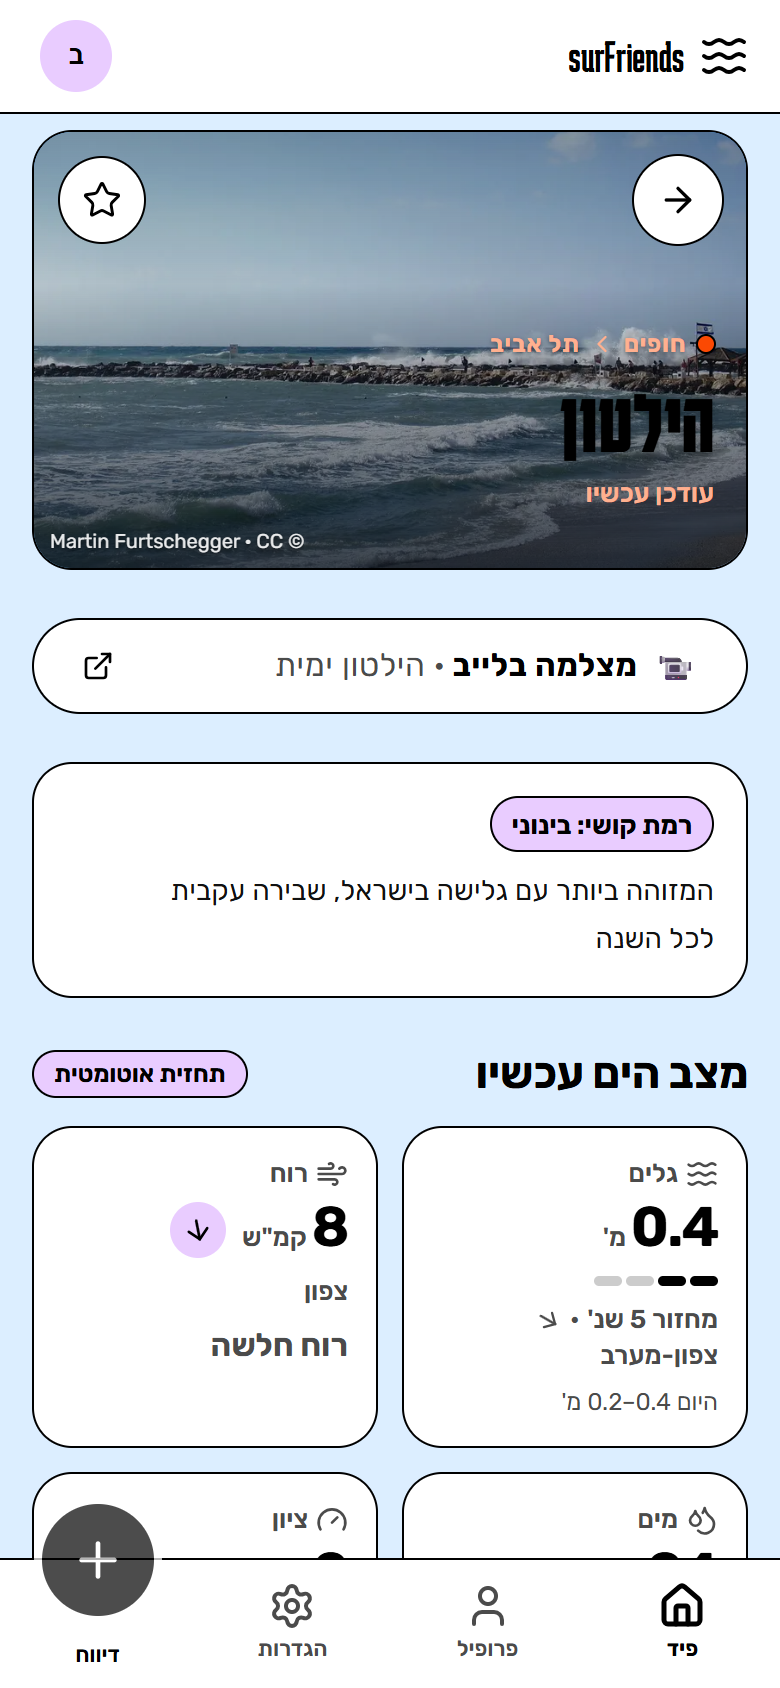 surFriends
ב
חופים > תל אביב
הילטון
עודכן עכשיו
Martin Furtschegger • CC ©
מצלמה בלייב • הילטון ימית
רמת קושי: בינוני
המזוהה ביותר עם גלישה בישראל, שבירה עקבית
לכל השנה
מצב הים עכשיו
תחזית אוטומטית
גלים
0.4 מ'
מחזור 5 שנ' • ↘
צפון-מערב
היום 0.2–0.4 מ'
רוח
8 קמ"ש
צפון
רוח חלשה
מים
ציון
פיד
פרופיל
הגדרות
דיווח